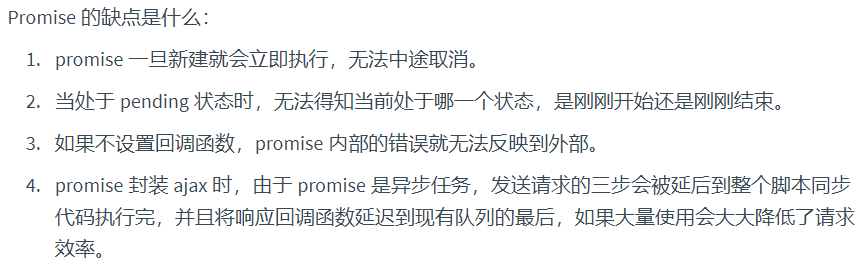 Promise 的缺点是什么：
1. promise 一旦新建就会立即执行，无法中途取消。
2. 当处于 pending 状态时，无法得知当前处于哪一个状态，是刚刚开始还是刚刚结束。
3. 如果不设置回调函数，promise 内部的错误就无法反映到外部。
4. promise 封装 ajax 时，由于 promise 是异步任务，发送请求的三步会被延后到整个脚本同步
代码执行完，并且将响应回调函数延迟到现有队列的最后，如果大量使用会大大降低了请求
效率。